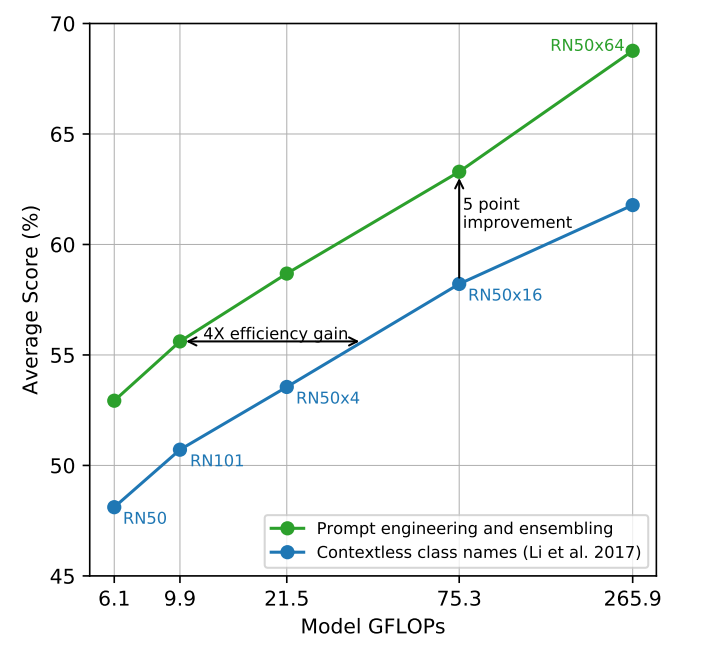 70
65
60
55
50
45
Average Score (%)
RN50x64
5 point
improvement
RN50x16
4X efficiency gain
RN50x4
RN101
RN50
Prompt engineering and ensembling
Contextless class names (Li et al. 2017)
6.1 9.9 21.5 75.3 265.9
Model GFLOPs